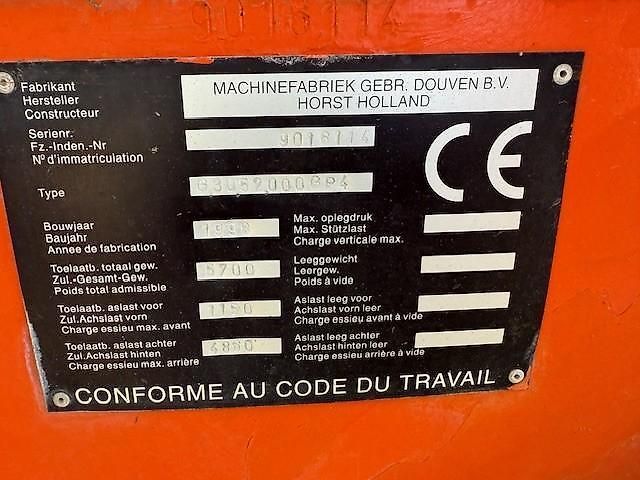 9018114
Fabrikant
Hersteller
Constructeur
MACHINEFABRIEK GEBR. DOUVEN B.V.
HORST HOLLAND
Serienr.
Fz.-Inden.-Nr
N° d'immatriculation
9018114
CE
Type
Bouwjaar
Baujahr
Annee de fabrication
1998
Max. oplegdruk
Max. Stützlast
Charge verticale max.
Toelaatb. totaal gew.
Zul.-Gesamt-Gew.
Poids total admissible
5700
Leeggewicht
Leergew.
Poids à vide
Toelaatb. aslast voor
Zul.Achslast vorn
Charge essieu max. avant
1150
Aslast leeg voor
Achslast vorn leer
Charge essieu avant à vide
Toelaatb. aslast achter
Zul. Achslast hinten
Charge essieu max. arrière
Aslast leeg achter
Achslast hinten leer
Charge essieu arrière à vide
CONFORME AU CODE DU TRAVAIL